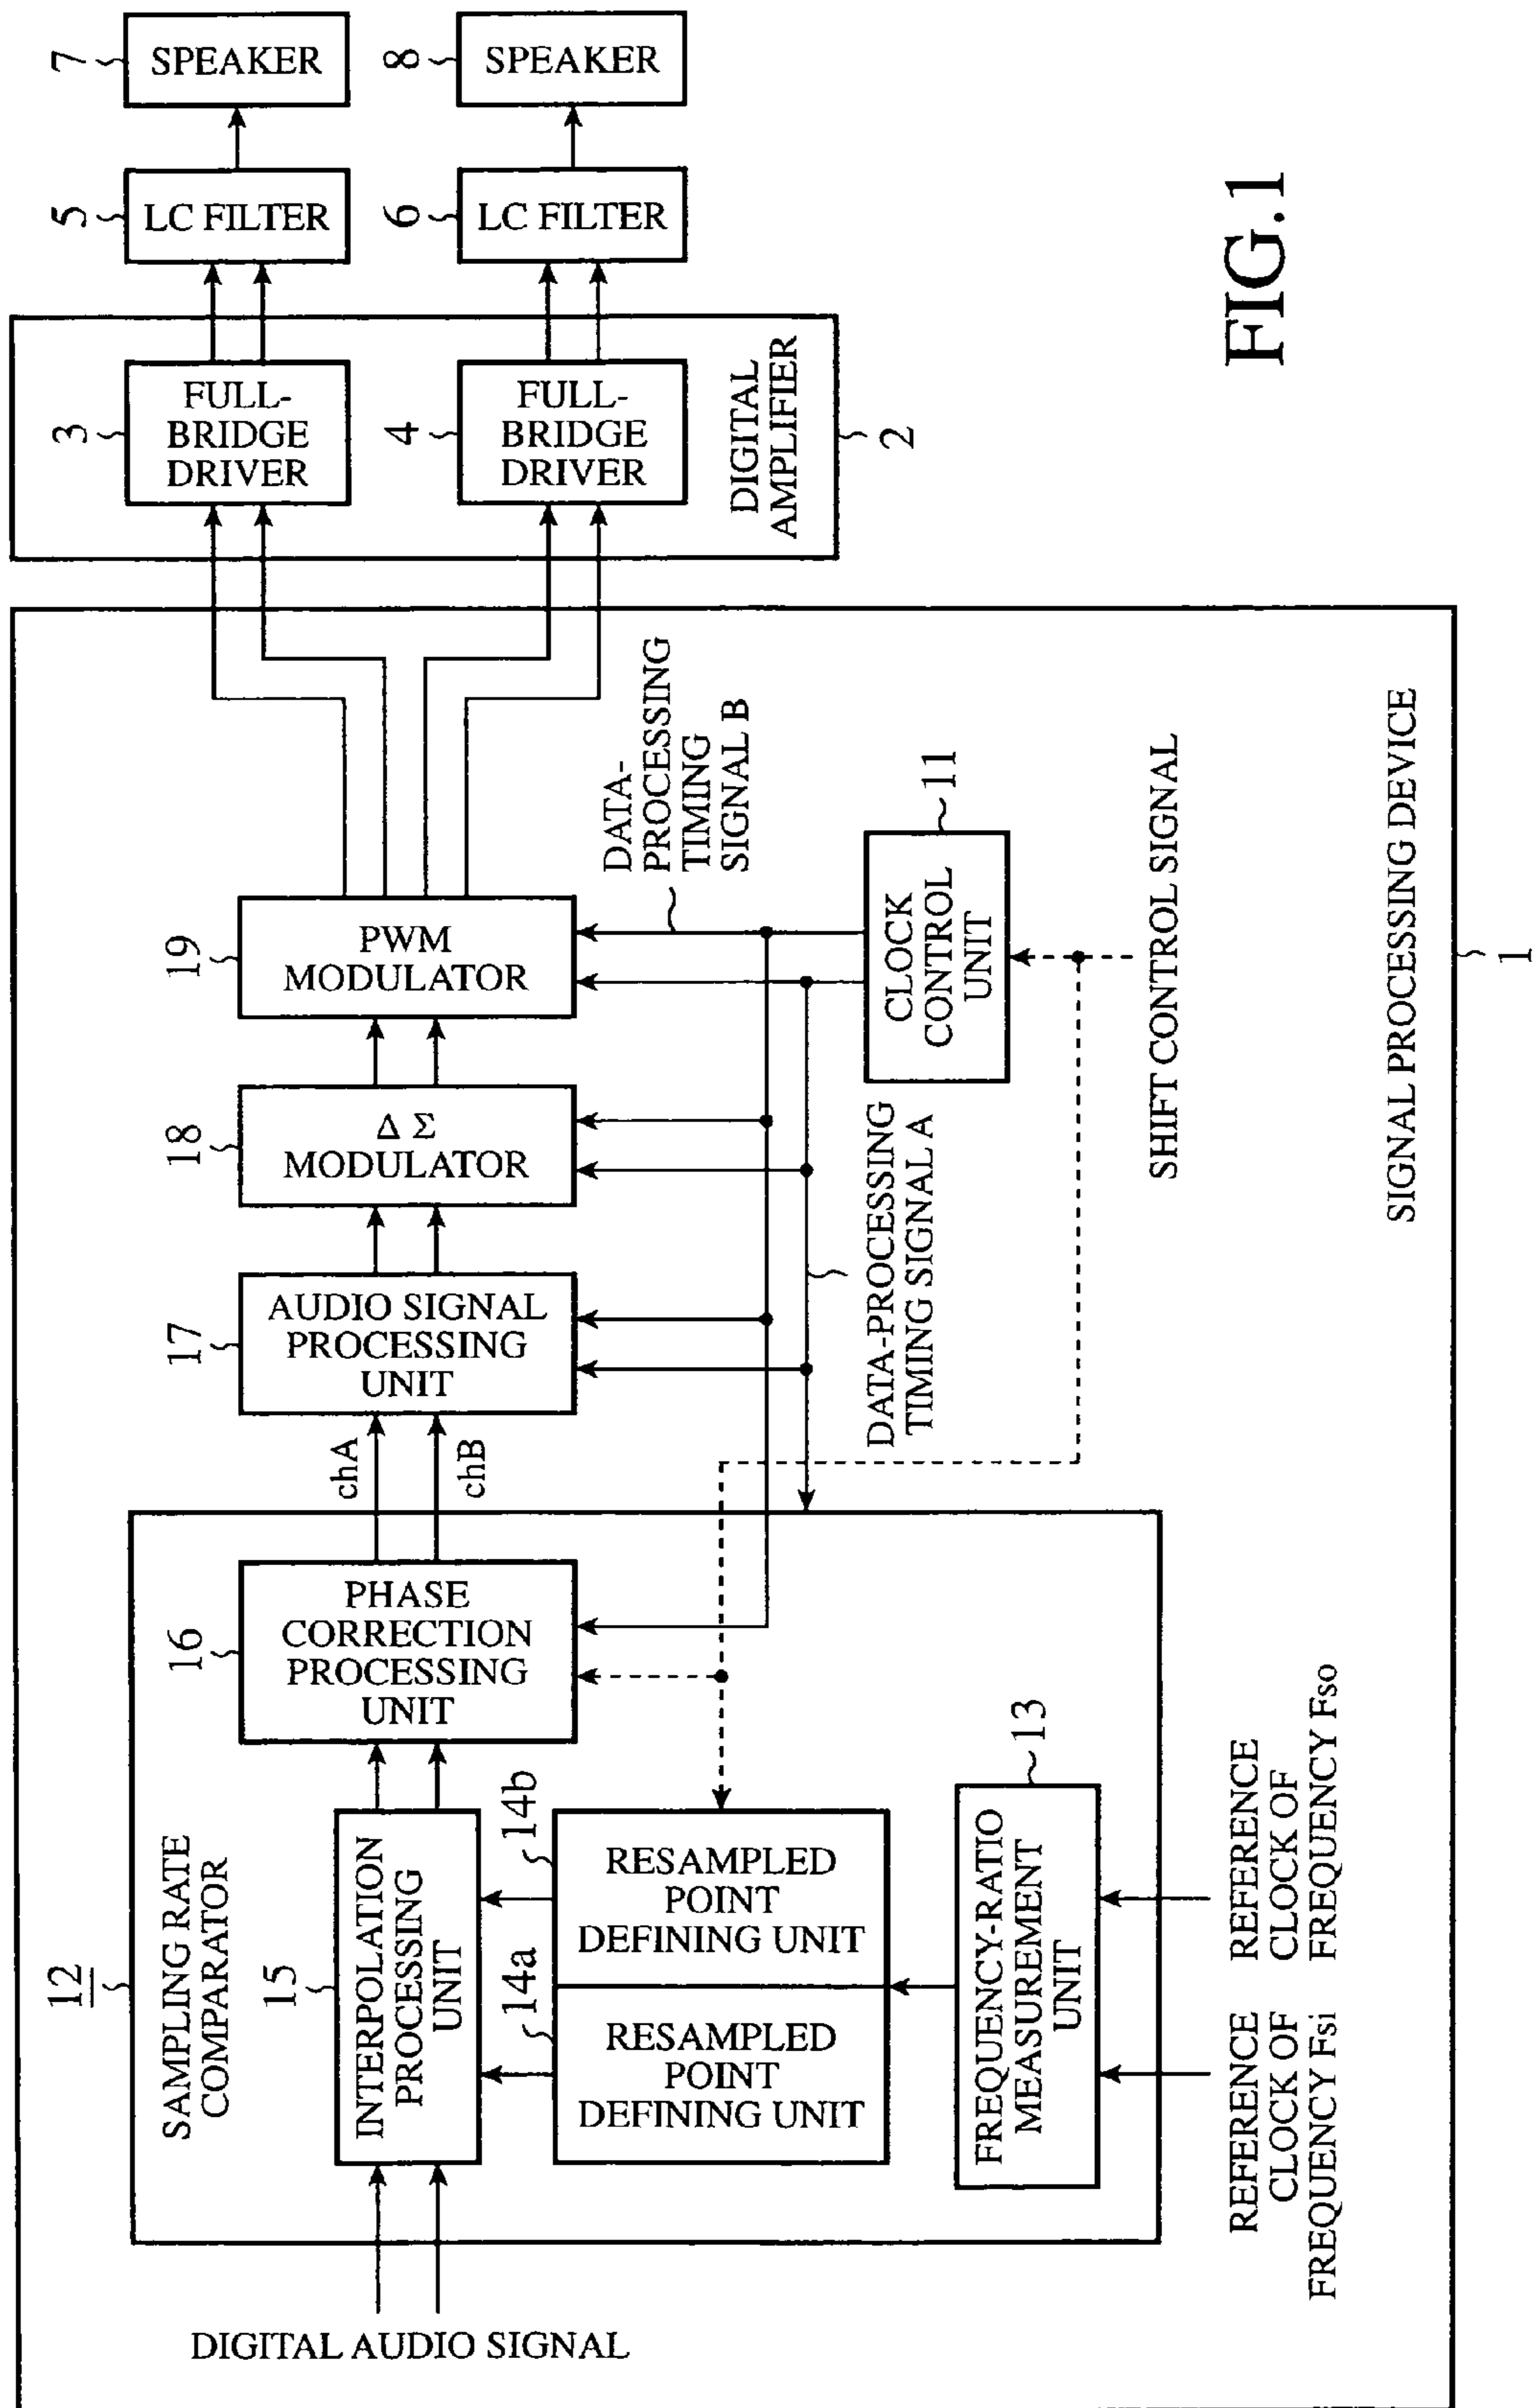 12
SAMPLING RATE
COMPARATOR
DIGITAL AUDIO SIGNAL
15
INTERPOLATION
PROCESSING
UNIT
14a
RESAMPLED
POINT
DEFINING UNIT
14b
RESAMPLED
POINT
DEFINING UNIT
13
FREQUENCY-RATIO
MEASUREMENT
UNIT
REFERENCE
CLOCK OF
FREQUENCY Fsi
REFERENCE
CLOCK OF
FREQUENCY Fso
16
PHASE
CORRECTION
PROCESSING
UNIT
chA
chB
17
AUDIO SIGNAL
PROCESSING
UNIT
18
Δ Σ
MODULATOR
19
PWM
MODULATOR
DATA-PROCESSING
TIMING SIGNAL A
DATA-
PROCESSING
TIMING
SIGNAL B
11
CLOCK
CONTROL
UNIT
SHIFT CONTROL SIGNAL
SIGNAL PROCESSING DEVICE
1
3
FULL-
BRIDGE
DRIVER
4
FULL-
BRIDGE
DRIVER
DIGITAL
AMPLIFIER
2
5
LC FILTER
6
LC FILTER
7
SPEAKER
8
SPEAKER
FIG.1